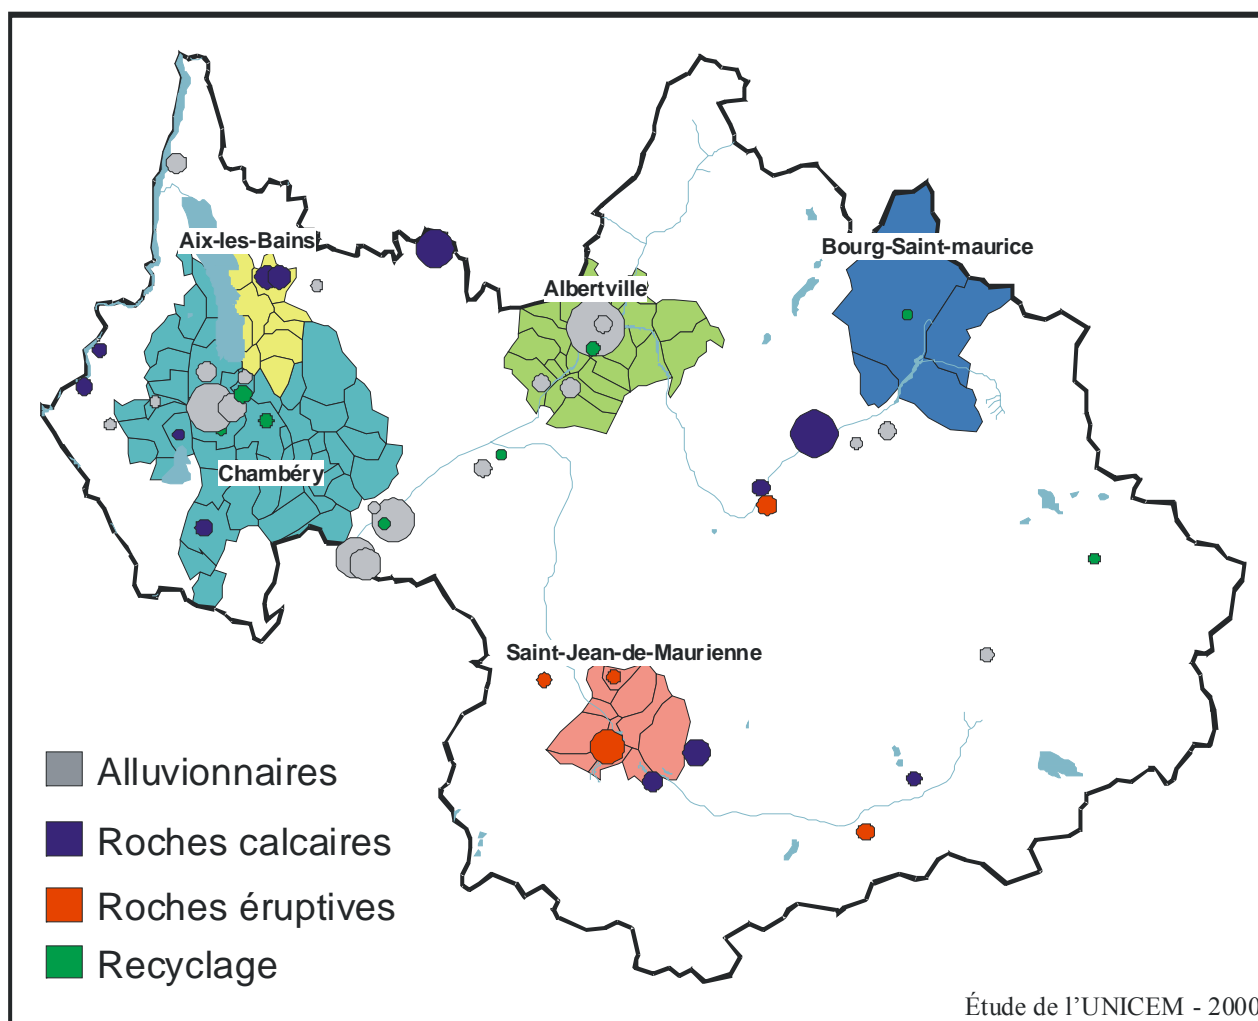 Aix-les-Bains
Bourg-Saint-maurice
Albertville
Chambéry
Saint-Jean-de-Maurienne
Alluvionnaires
Roches calcaires
Roches éruptives
Recyclage
Étude de l'UNICEM - 2000